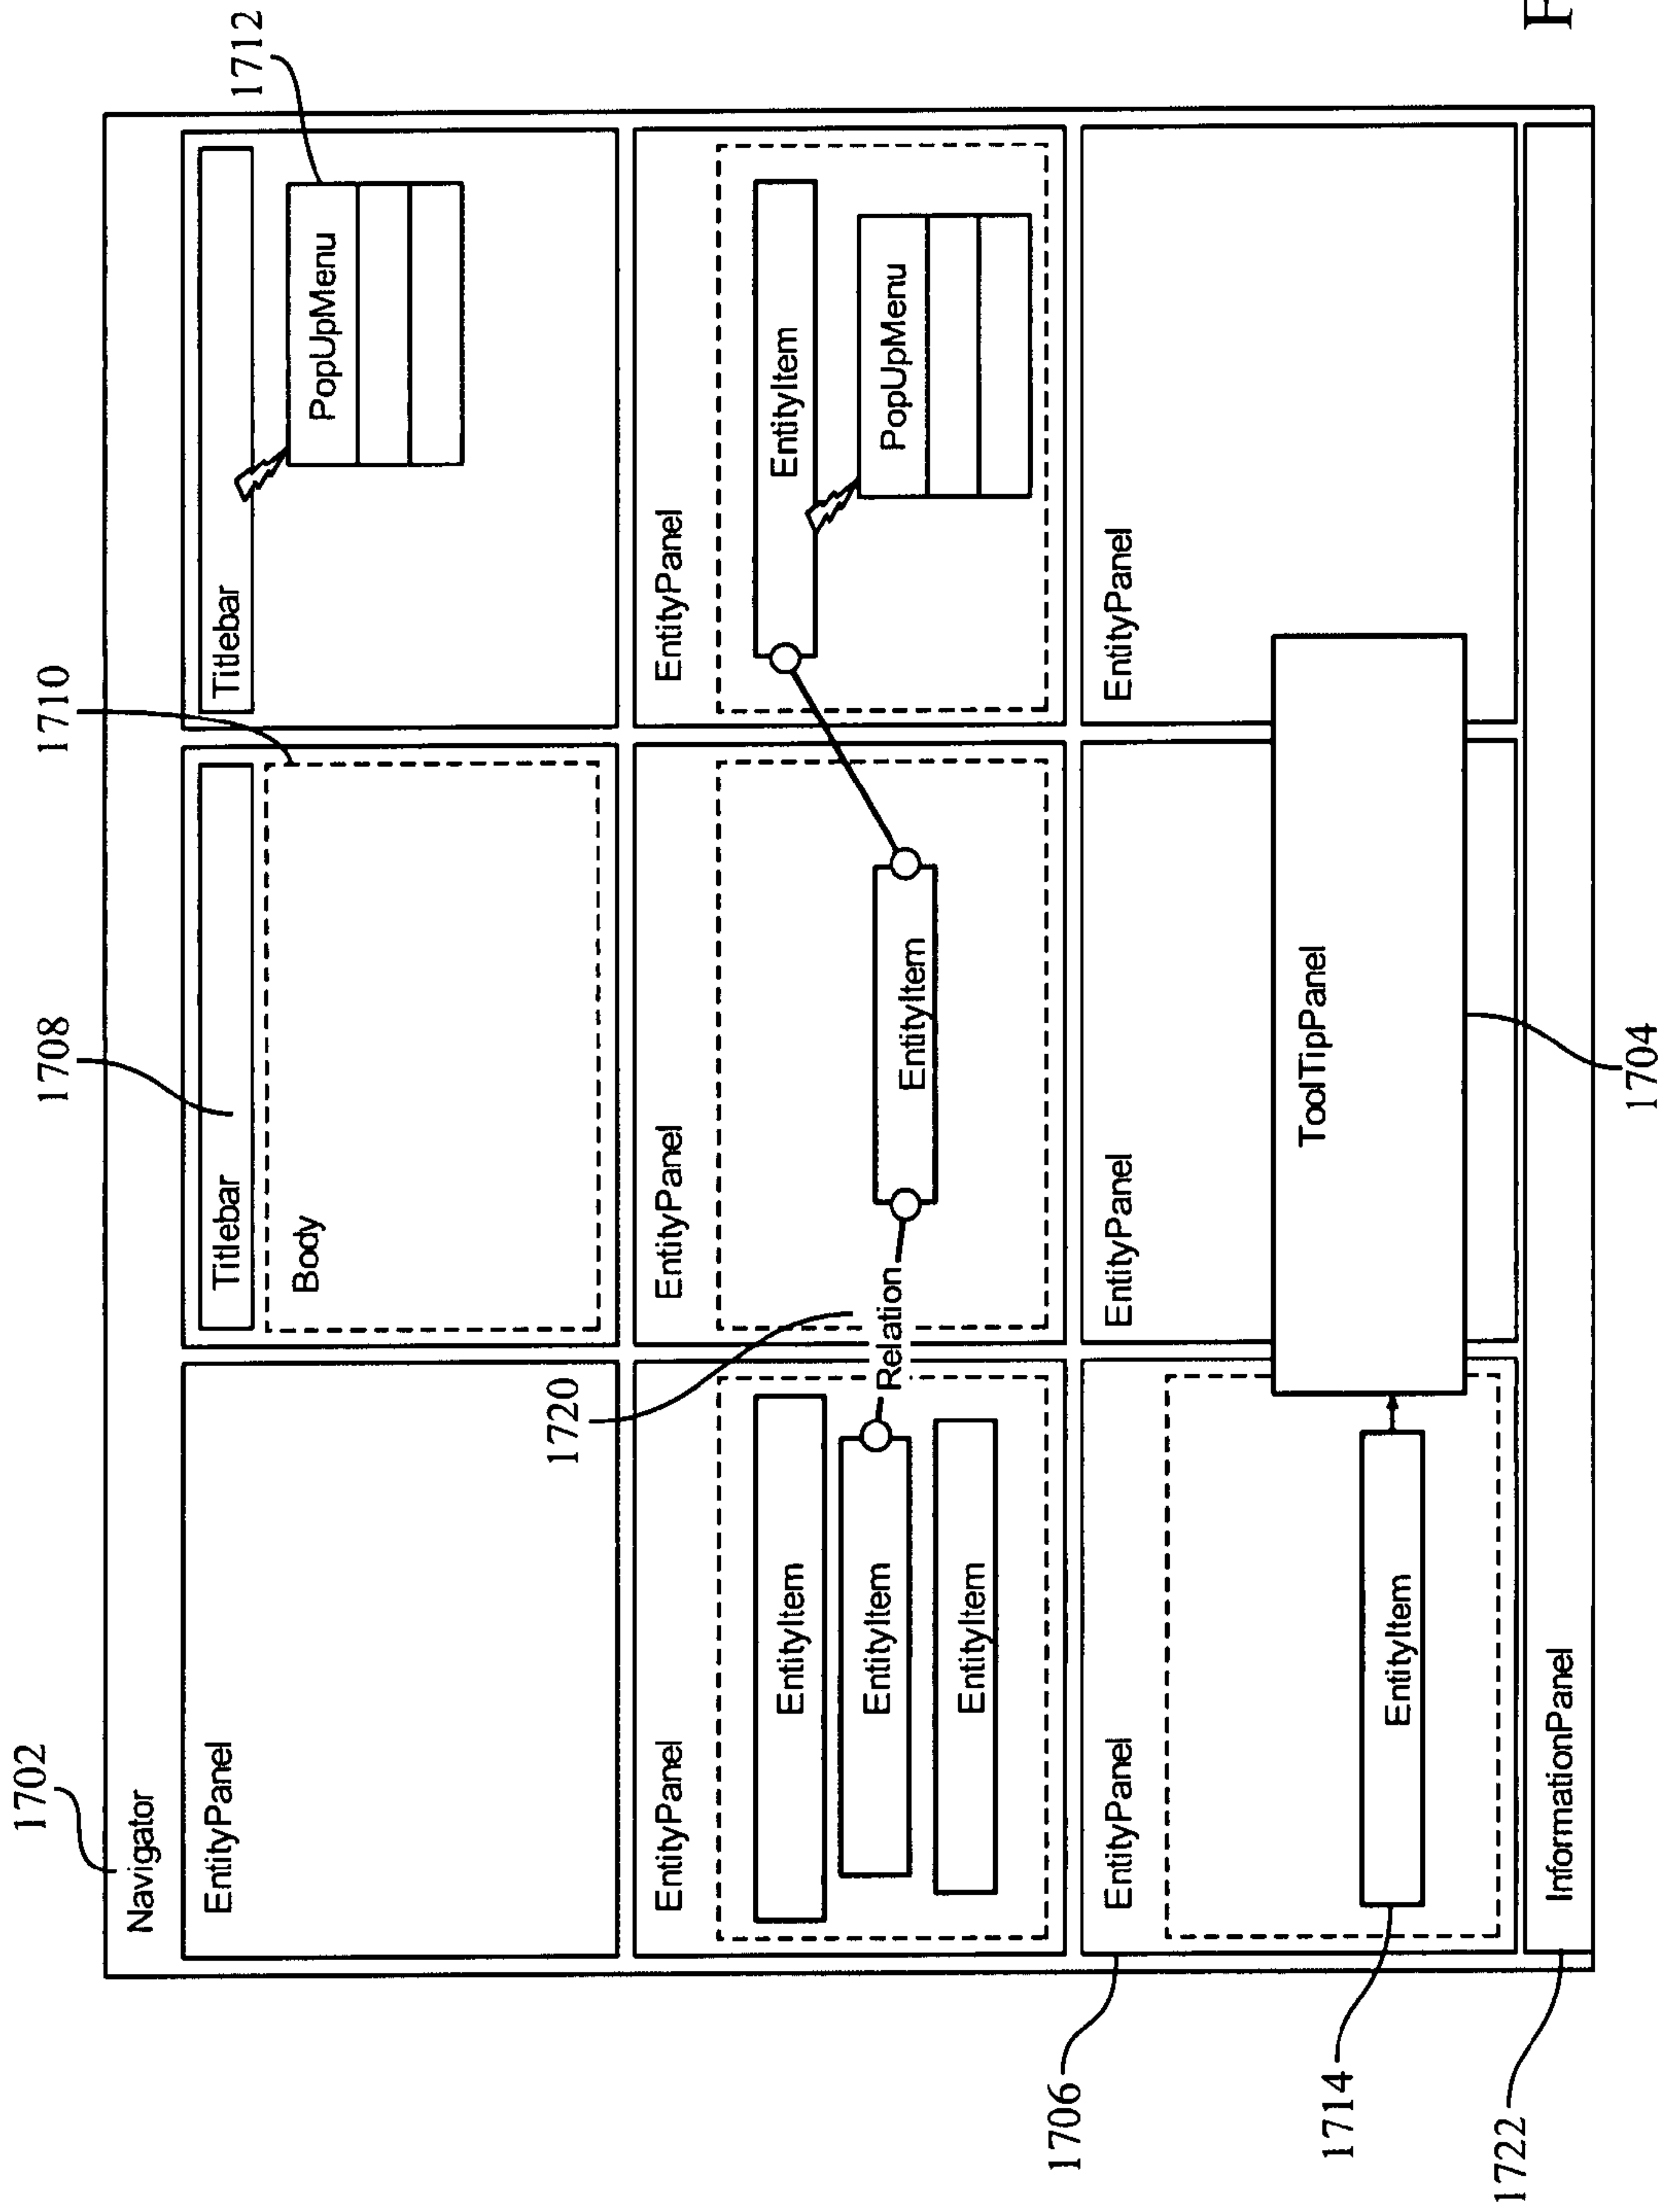 1702
Navigator
1708
1710
1712
EntityPanel
Titlebar
Body
Titlebar
PopUpMenu
1720
EntityPanel
EntityItem
EntityItem
EntityItem
Relation
EntityPanel
EntityItem
EntityPanel
EntityItem
PopUpMenu
1706
EntityPanel
EntityItem
1714
EntityPanel
ToolTipPanel
EntityPanel
1722
InformationPanel
1704
F